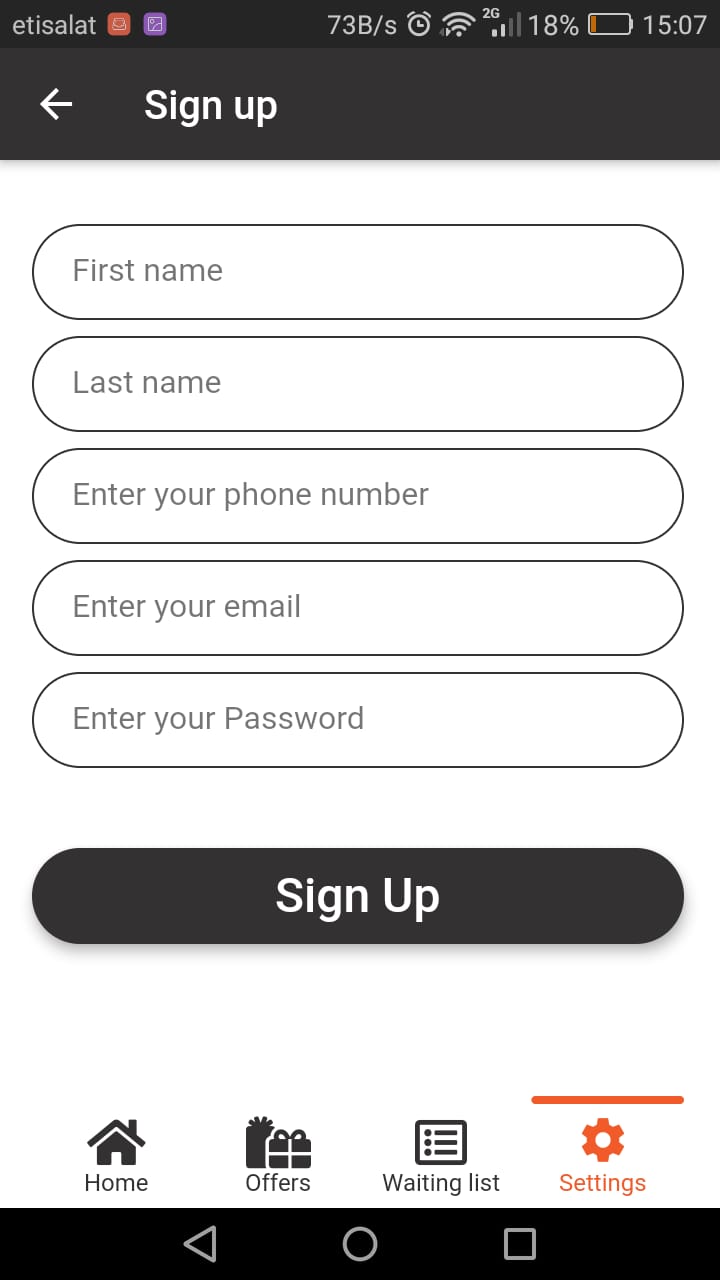 etisalat 73B/s 2G 18% 15:07
Sign up
First name
Last name
Enter your phone number
Enter your email
Enter your Password
Sign Up
Home Offers Waiting list Settings